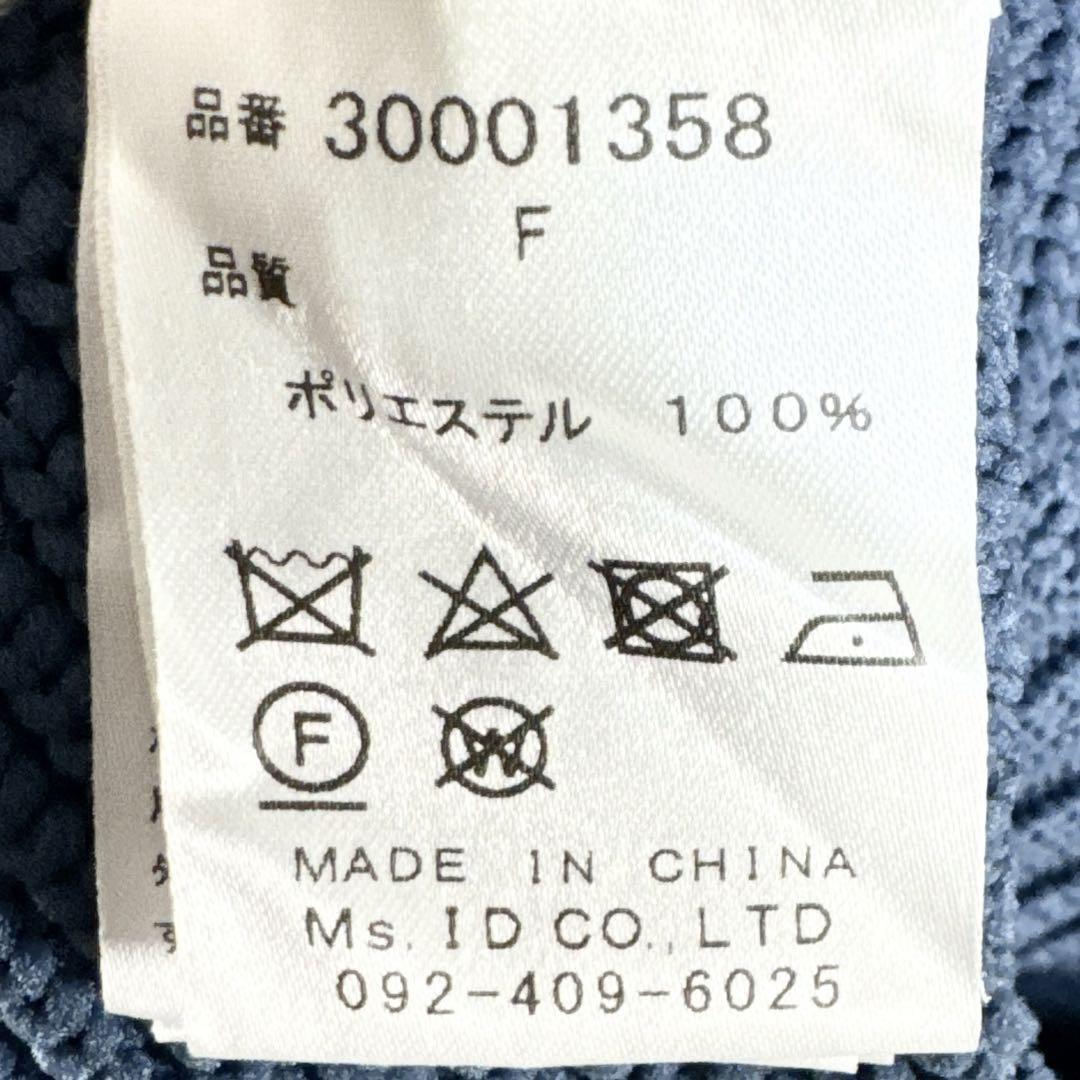 品番 30001358
F
品質
ポリエステル 100%
F
W
MADE IN CHINA
Ms. ID CO., LTD
092-409-6025